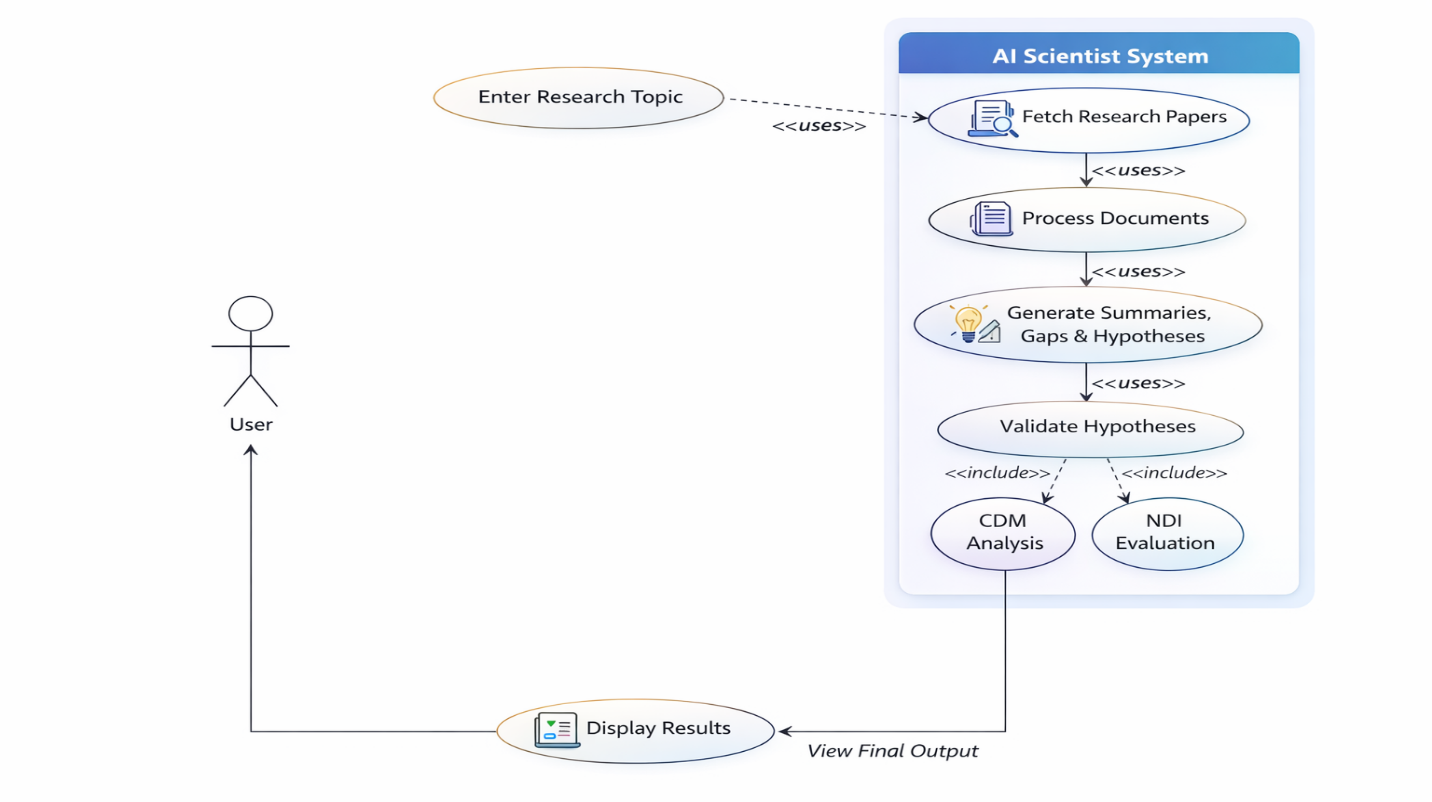 AI Scientist System
Enter Research Topic
<<uses>>
Fetch Research Papers
<<uses>>
Process Documents
<<uses>>
Generate Summaries,
Gaps & Hypotheses
<<uses>>
Validate Hypotheses
<<include>>
<<include>>
CDM
Analysis
NDI
Evaluation
User
Display Results
View Final Output